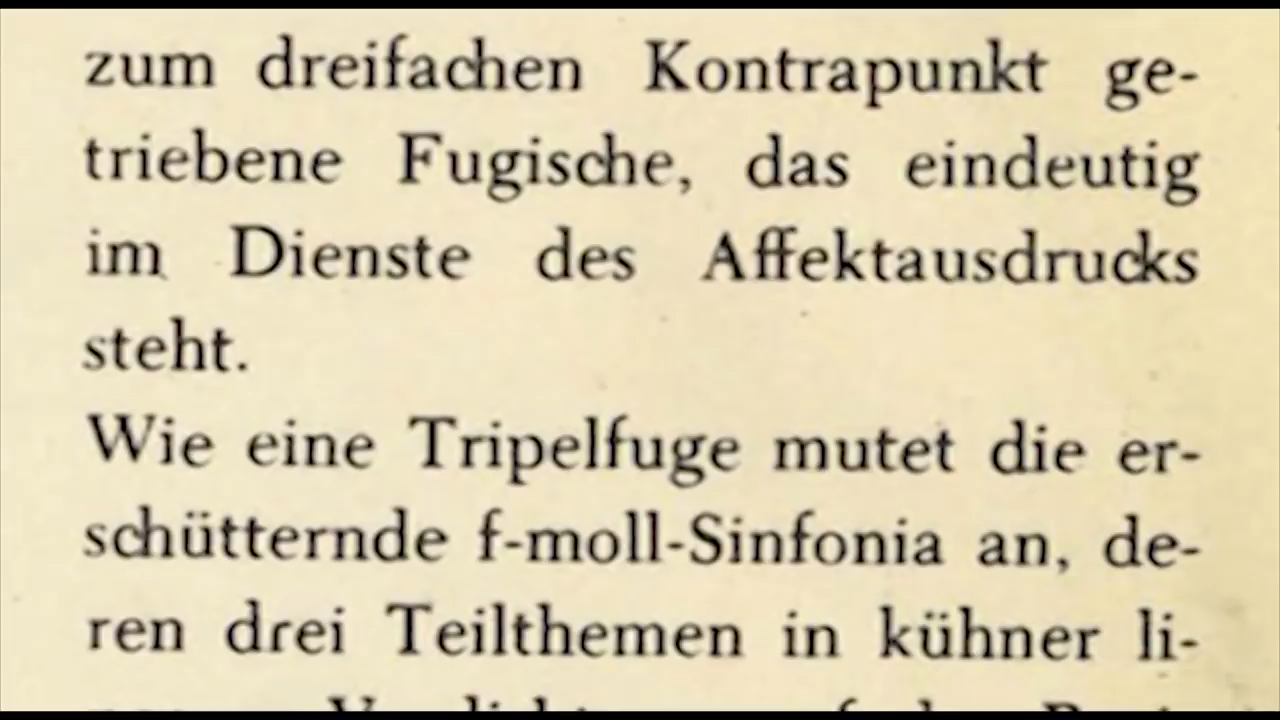 zum dreifachen Kontrapunkt ge-
triebene Fugische, das eindeutig
im Dienste des Affektausdrucks
steht.
Wie eine Tripelfuge mutet die er-
schütternde f-moll-Sinfonia an, de-
ren drei Teilthemen in kühner li-